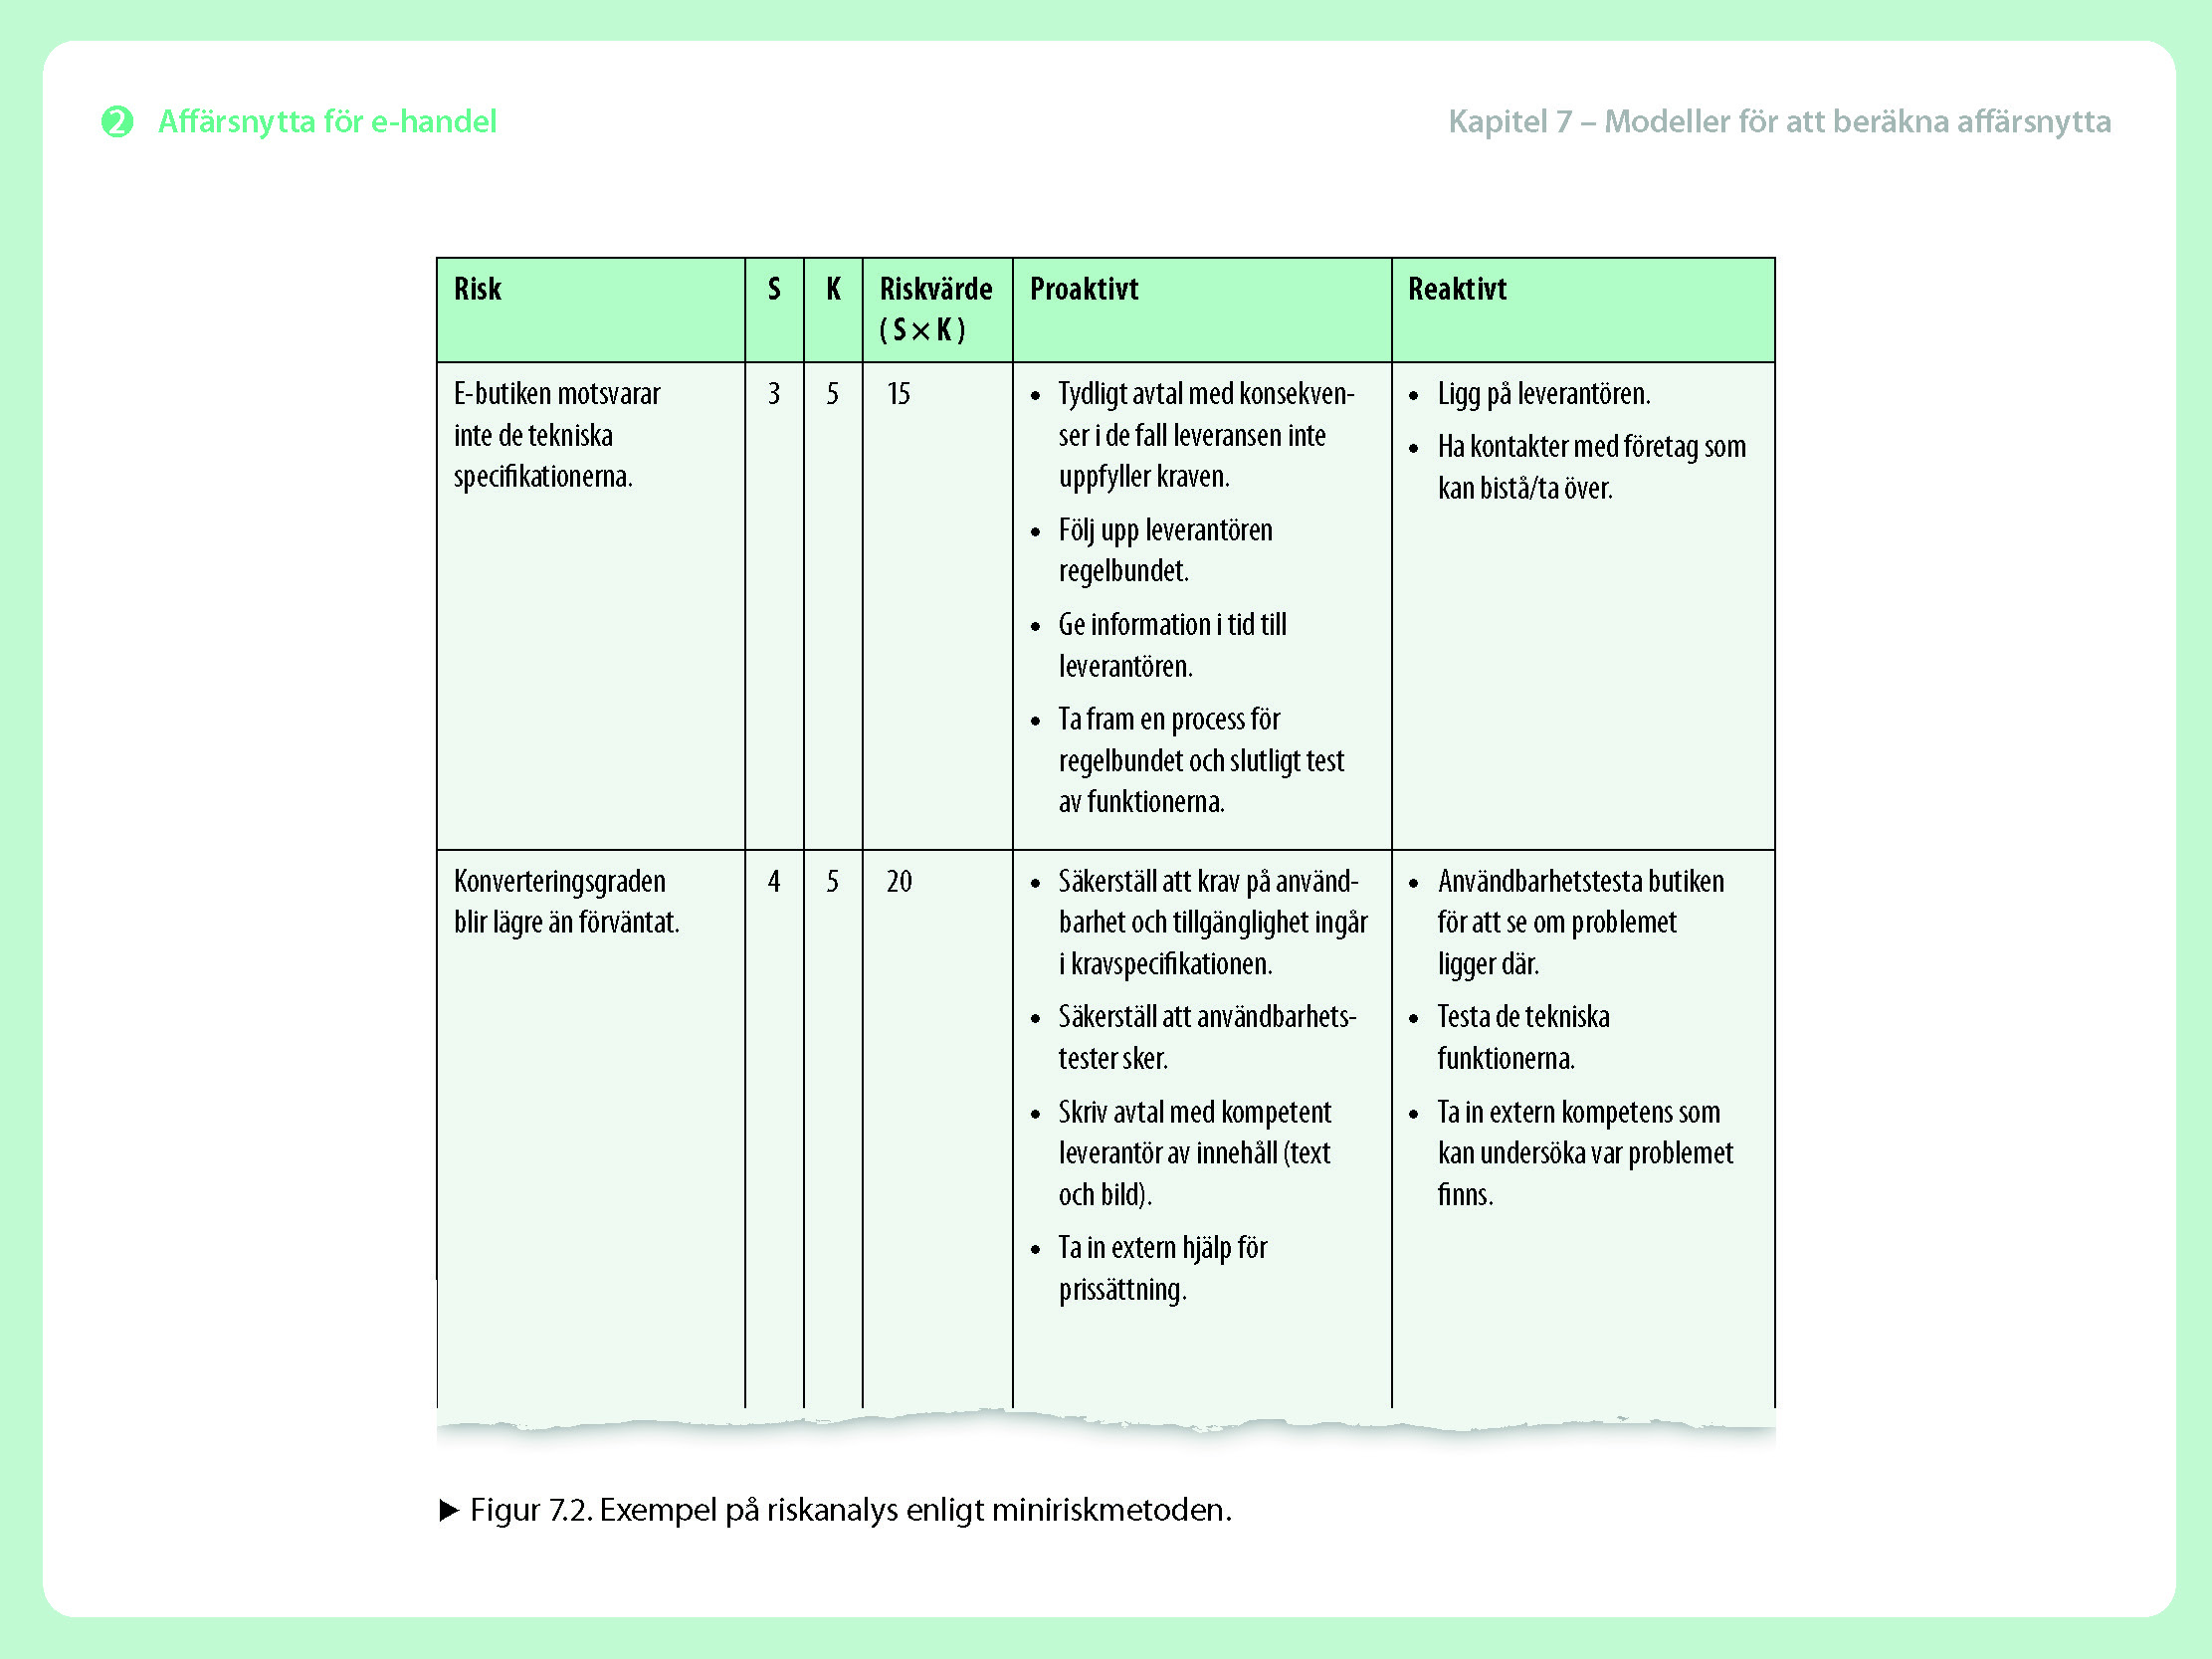 2 Affärsnytta för e-handel
Kapitel 7 – Modeller för att beräkna affärsnytta
Risk
S
K
Riskvärde
( S × K )
Proaktivt
Reaktivt
E-butiken motsvarar
inte de tekniska
specifikationerna.
3
5
15
• Tydligt avtal med konsekven-
ser i de fall leveransen inte
uppfyller kraven.
• Följ upp leverantören
regelbundet.
• Ge information i tid till
leverantören.
• Ta fram en process för
regelbundet och slutligt test
av funktionerna.
• Ligg på leverantören.
• Ha kontakter med företag som
kan bistå/ta över.
Konverteringsgraden
blir lägre än förväntat.
4
5
20
• Säkerställ att krav på använd-
barhet och tillgänglighet ingår
i kravspecifikationen.
• Säkerställ att användbarhets-
tester sker.
• Skriv avtal med kompetent
leverantör av innehåll (text
och bild).
• Ta in extern hjälp för
prissättning.
• Användbarhetstesta butiken
för att se om problemet
ligger där.
• Testa de tekniska
funktionerna.
• Ta in extern kompetens som
kan undersöka var problemet
finns.
▶ Figur 7.2. Exempel på riskanalys enligt miniriskmetoden.